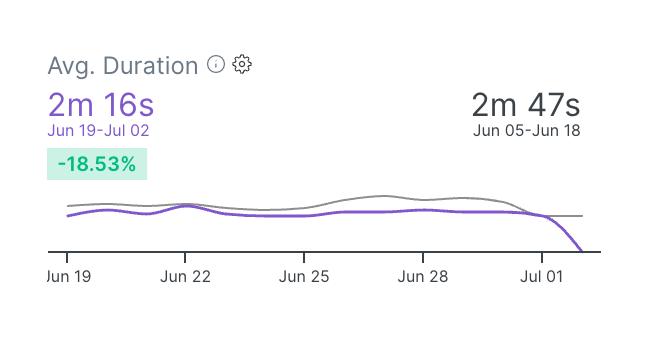 Avg. Duration
2m 16s
2m 47s
Jun 19-Jul 02
Jun 05-Jun 18
-18.53%
Jun 19
Jun 22
Jun 25
Jun 28
Jul 01